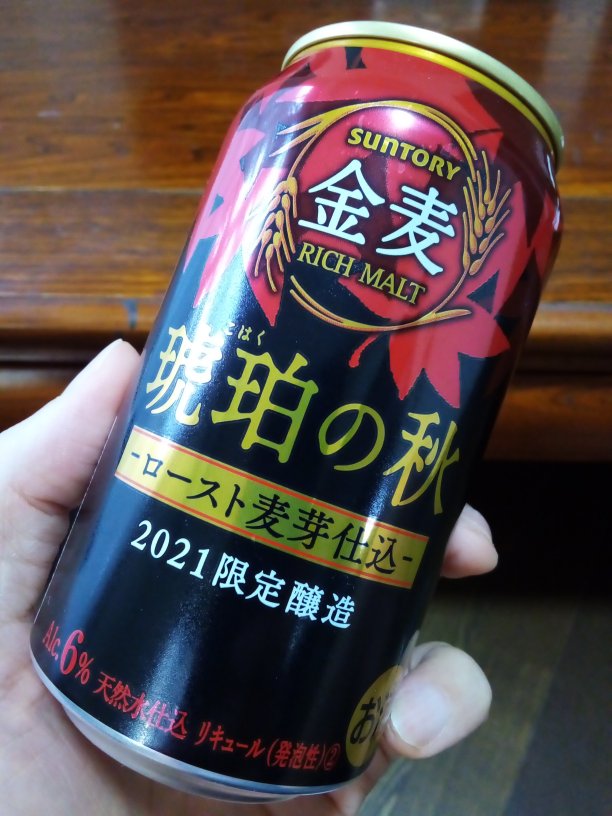 SUNTORY
金麦
RICH MALT
こはく
琥珀の秋
-ロースト麦芽仕込-
2021限定醸造
Alc.6% 天然水仕込 リキュール(発泡性)②